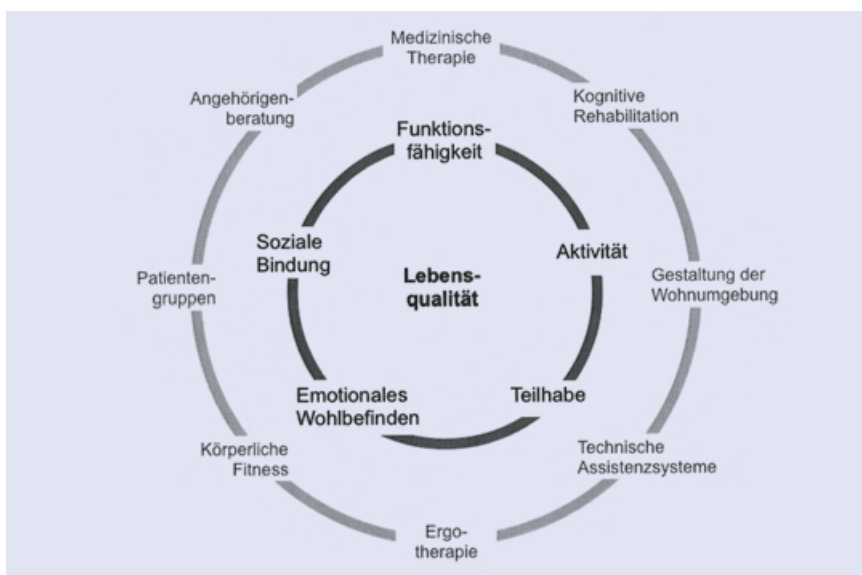 Medizinische
Therapie
Angehörigen-
beratung
Kognitive
Rehabilitation
Funktions-
fähigkeit
Soziale
Bindung
Aktivität
Lebens-
qualität
Patienten-
gruppen
Gestaltung der
Wohnumgebung
Emotionales
Wohlbefinden
Teilhabe
Körperliche
Fitness
Technische
Assistenzsysteme
Ergo-
therapie